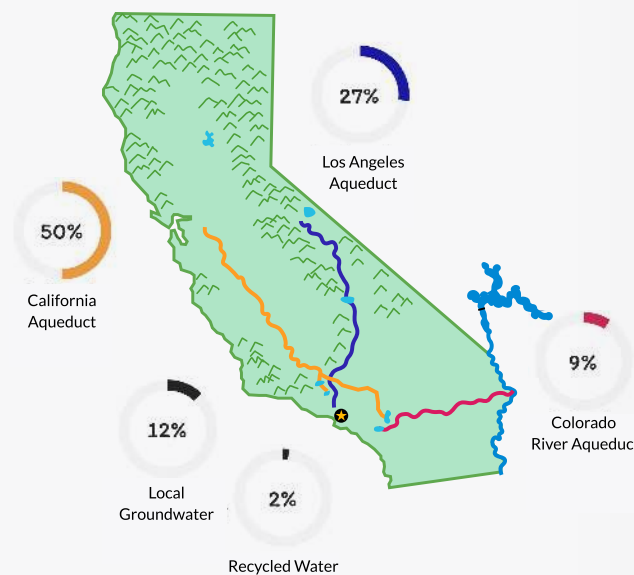 27%
Los Angeles
Aqueduct
50%
California
Aqueduct
9%
Colorado
River Aqueduc
12%
Local
Groundwater
2%
Recycled Water